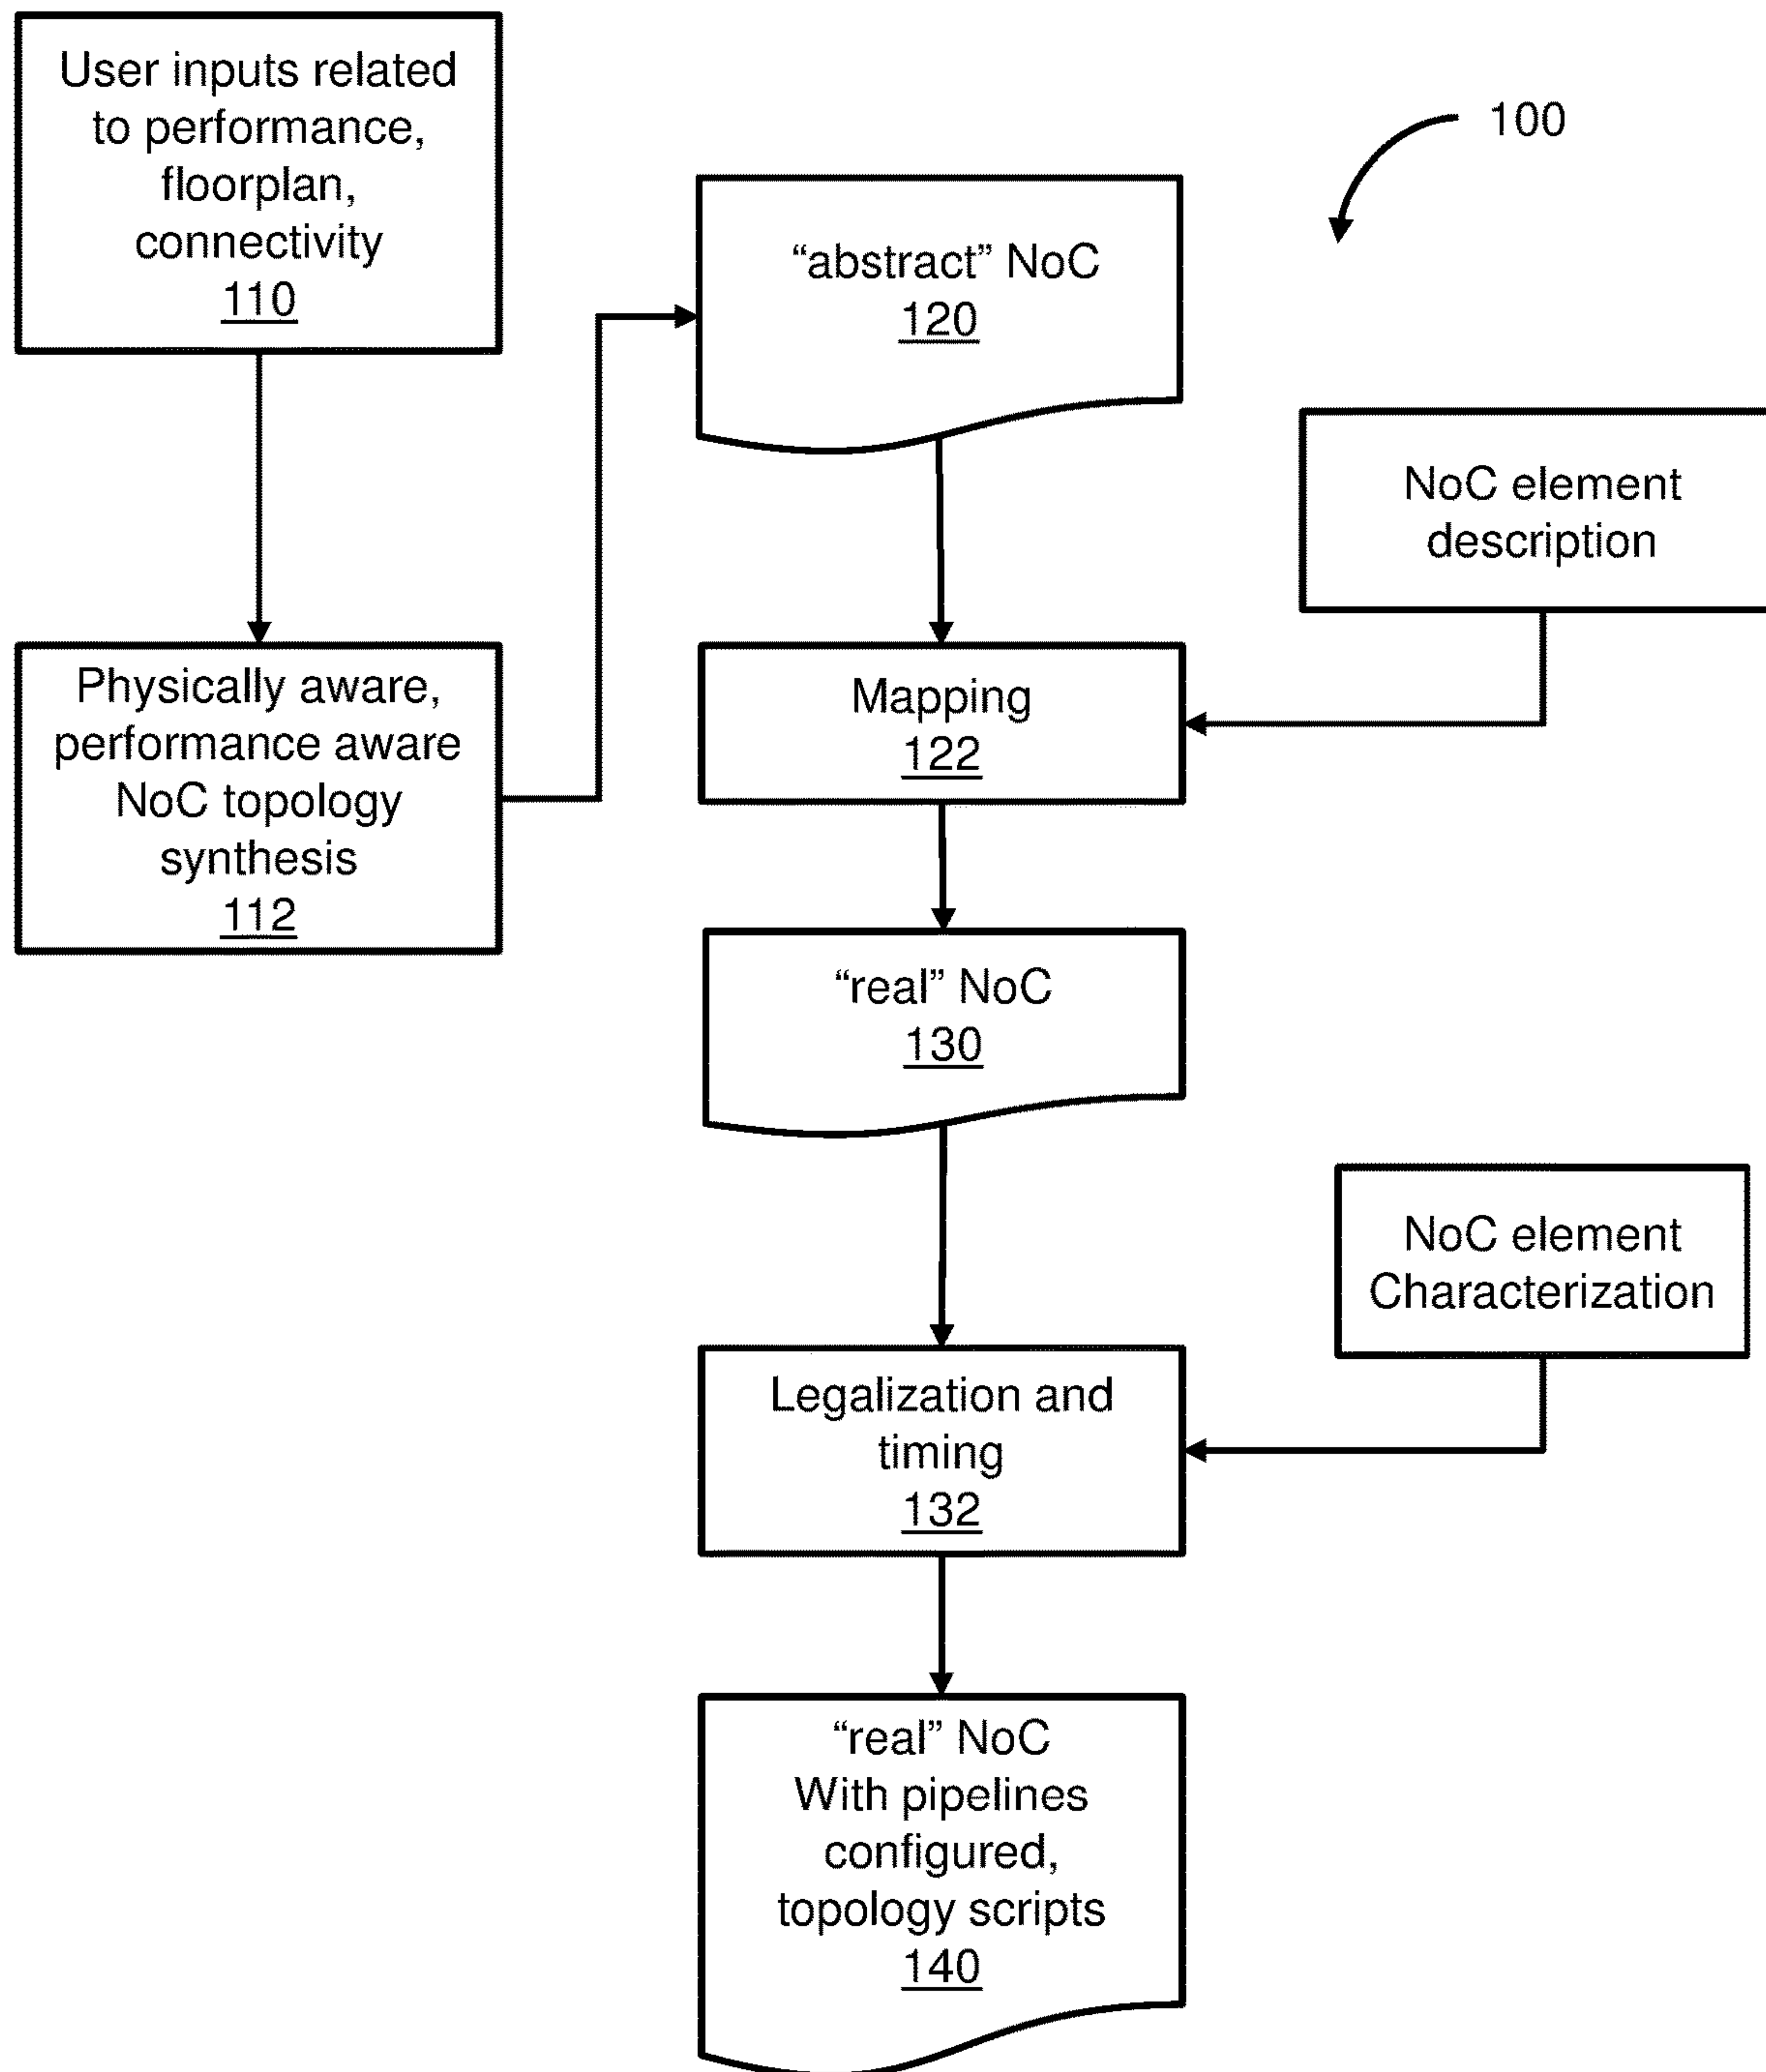 User inputs related
to performance,
floorplan,
connectivity
110
100
“abstract” NoC
120
NoC element
description
Physically aware,
performance aware
NoC topology
synthesis
112
Mapping
122
“real” NoC
130
NoC element
Characterization
Legalization and
timing
132
“real” NoC
With pipelines
configured,
topology scripts
140